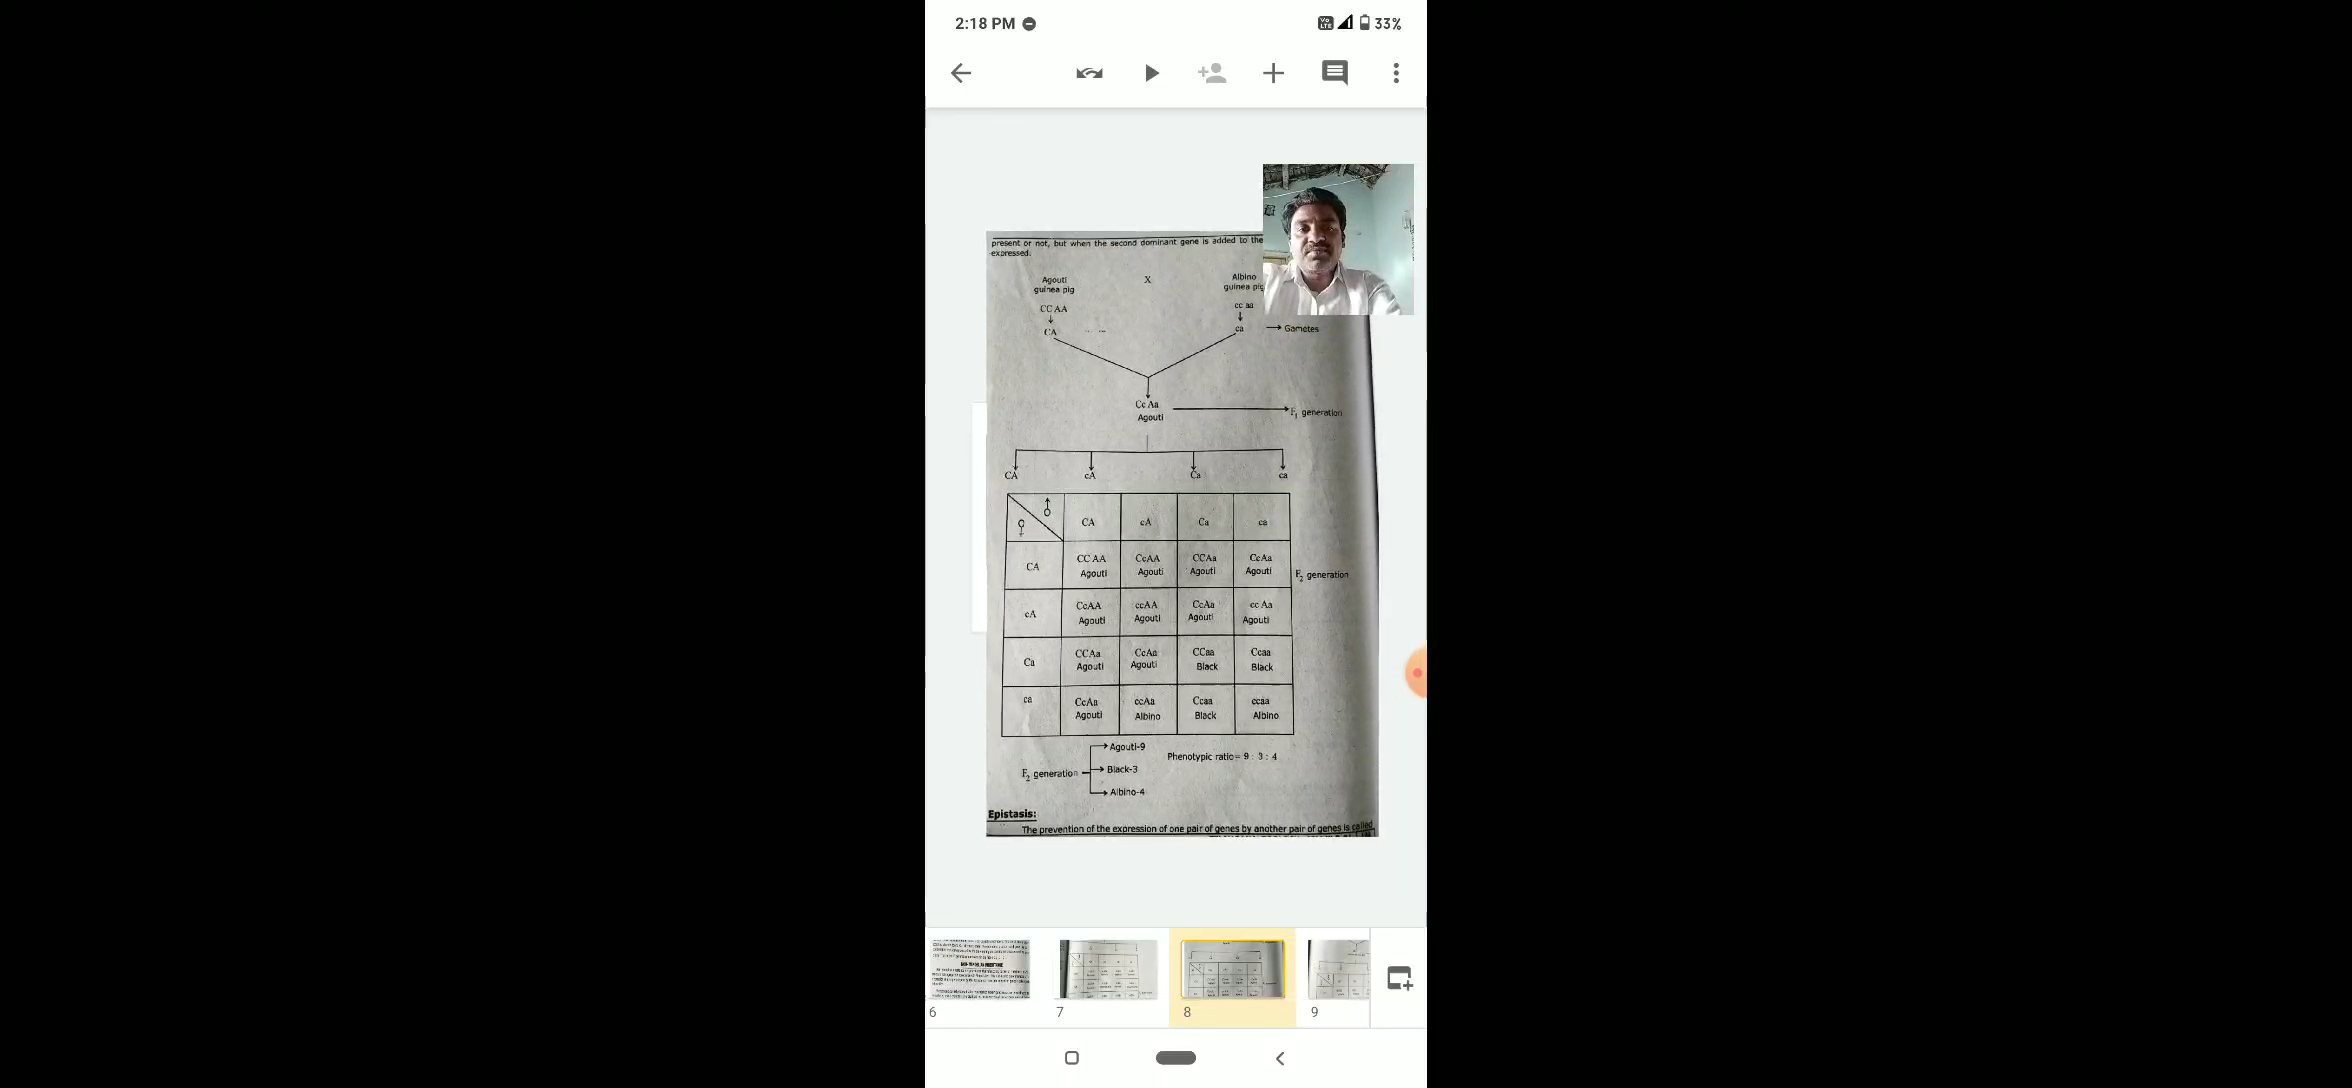 2:18 PM
Vo LTE 33%
present or not, but when the second dominant gene is added to the
expressed.
Agouti X Albino
guinea pig guinea pig
CC AA cc aa
CA ca Gametes
Cc Aa F1 generation
Agouti
CA cA Ca ca
CA cA Ca ca
CA CC AA CcAA CCAa CcAa
Agouti Agouti Agouti Agouti
F2 generation
cA CcAA ccAA CcAa cc Aa
Agouti Agouti Agouti Agouti
Ca CCAa CcAa CCaa Ccaa
Agouti Agouti Black Black
ca CcAa ccAa Ccaa ccaa
Agouti Albino Black Albino
Agouti-9
Phenotypic ratio= 9 : 3 : 4
F2 generation Black-3
Albino-4
Epistasis:
The prevention of the expression of one pair of genes by another pair of genes is called
6 7 8 9